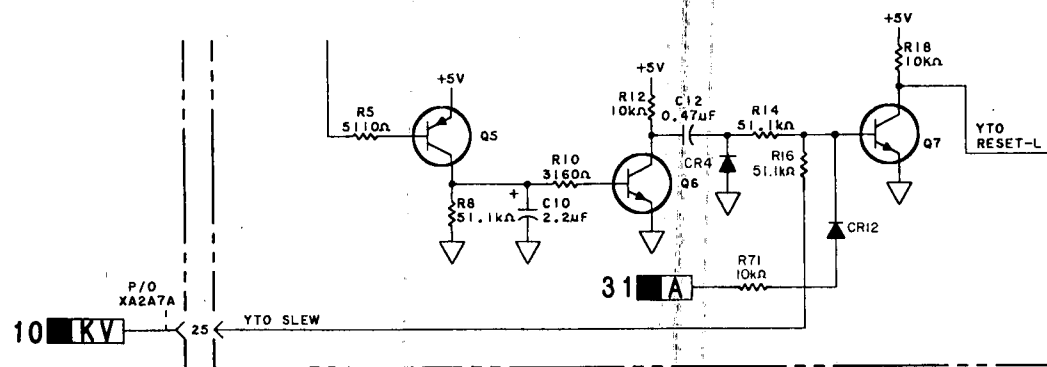 +5V
R18
10KΩ
+5V
+5V
R5
5110Ω
Q5
R12
10KΩ
C12
0.47µF
R14
51.1kΩ
Q7
YTO
RESET-L
R10
3160Ω
Q6
CR4
R16
51.1kΩ
R8
51.1kΩ
+
C10
2.2µF
CR12
R71
10kΩ
31 A
P/O
XA2A7A
10 KV
25
YTO SLEW